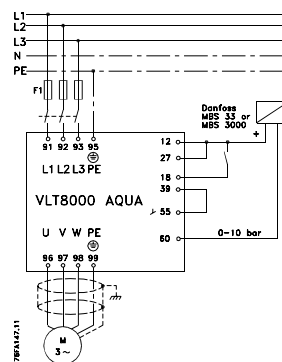 L1
L2
L3
N
PE
F1
Danfoss
MBS 33 or
MBS 3000
+
91 92 93 95
12
27
L1 L2 L3 PE
18
39
VLT8000 AQUA
55
U V W PE
60
0-10 bar
96 97 98 99
M
3~
176FA147.11